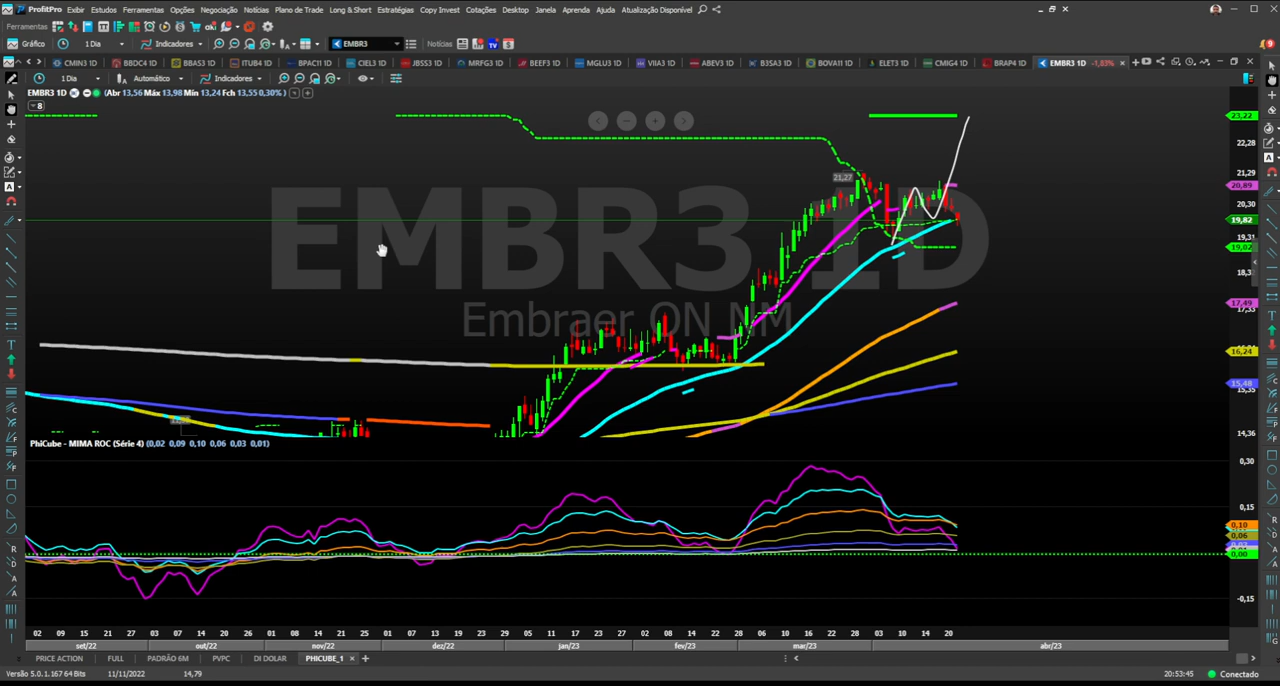 ProfitPro Exibir Estudos Ferramentas Opções Negociação Notícias Plano de Trade Long & Short Estratégias Copy Invest Cotações Desktop Janela Aprenda Ajuda Atualização Disponível
Ferramentas
Gráfico 1 Dia Indicadores EMBR3 Notícias
CMIN3 1D BBDC4 1D BBAS3 1D ITUB4 1D BPAC11 1D CIEL3 1D JBSS3 1D MRFG3 1D BEEF3 1D MGLU3 1D VIIA3 1D ABEV3 1D B3SA3 1D BOVA11 1D ELET3 1D CMIG4 1D BRAP4 1D EMBR3 1D -1,83%
1 Dia Automático Indicadores
EMBR3 1D (Abr 13,56 Máx 13,98 Mín 13,24 Fch 13,55 0,30% )
8
23,22
22,28
21,27
21,29
20,89
20,30
19,82
19,31
19,02
EMBR3 1D
Embraer ON NM
17,49
17,33
16,24
15,48
15,35
14,36
PhiCube - MIMA ROC (Série 4) (0,02 0,09 0,10 0,06 0,03 0,01)
0,30
0,15
0,10
0,06
0,00
-0,15
02 09 15 21 27 03 07 14 20 26 01 08 14 21 25 01 07 13 19 23 29 05 11 17 23 27 02 08 14 22 28 06 10 16 22 28 03 10 14 20
set/22 out/22 nov/22 dez/22 jan/23 fev/23 mar/23 abr/23
PRICE ACTION FULL PADRÃO 6M PVPC DI DOLAR PHICUBE_1
Versão 5.0.1.167 64 Bits 11/11/2022 14,79 20:53:45 Conectado